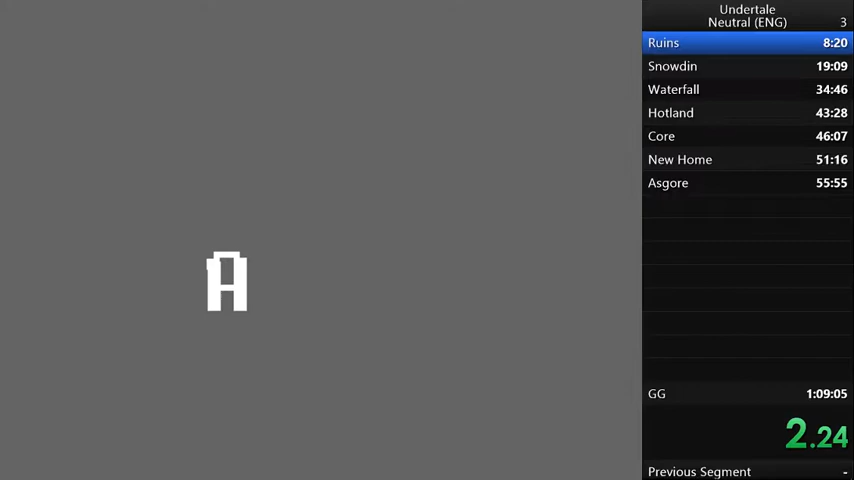 Undertale
Neutral (ENG) 3
Ruins 8:20
Snowdin 19:09
Waterfall 34:46
Hotland 43:28
Core 46:07
New Home 51:16
Asgore 55:55
A
GG 1:09:05
2.24
Previous Segment -